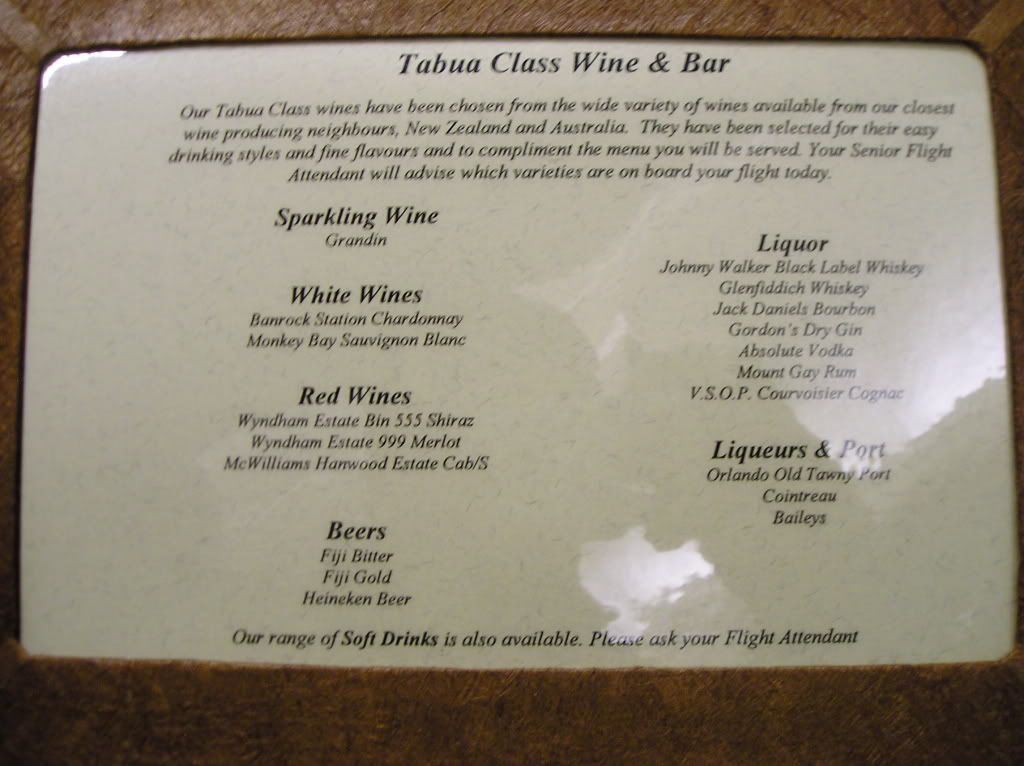 Tabua Class Wine & Bar
Our Tabua Class wines have been chosen from the wide variety of wines available from our closest
wine producing neighbours, New Zealand and Australia. They have been selected for their easy
drinking styles and fine flavours and to compliment the menu you will be served. Your Senior Flight
Attendant will advise which varieties are on board your flight today.
Sparkling Wine
Grandin
White Wines
Banrock Station Chardonnay
Monkey Bay Sauvignon Blanc
Red Wines
Wyndham Estate Bin 555 Shiraz
Wyndham Estate 999 Merlot
McWilliams Hanwood Estate Cab/S
Beers
Fiji Bitter
Fiji Gold
Heineken Beer
Liquor
Johnny Walker Black Label Whiskey
Glenfiddich Whiskey
Jack Daniels Bourbon
Gordon's Dry Gin
Absolute Vodka
Mount Gay Rum
V.S.O.P. Courvoisier Cognac
Liqueurs & Port
Orlando Old Tawny Port
Cointreau
Baileys
Our range of Soft Drinks is also available. Please ask your Flight Attendant